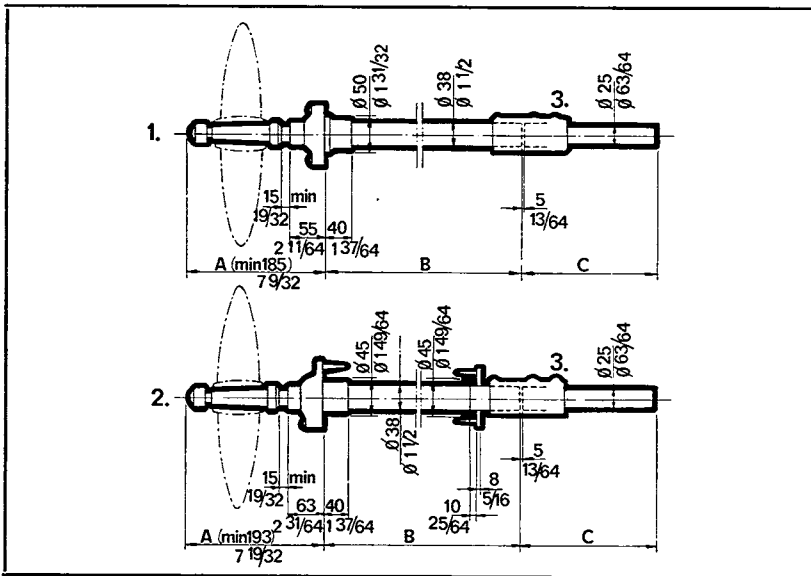 Ø 50
Ø 1 31/32
Ø 38
Ø 1 1/2
3.
Ø 25
Ø 63/64
1.
15 min
19/32
55
2 11/64
40
1 37/64
5
13/64
A (min185)
7 9/32
B
C
Ø 45
Ø 1 49/64
Ø 45
Ø 1 49/64
3.
Ø 25
Ø 63/64
2.
Ø 38
Ø 1 1/2
15 min
19/32
63
2 31/64
40
1 37/64
10
25/64
8
5/16
5
13/64
A (min193)
7 19/32
B
C